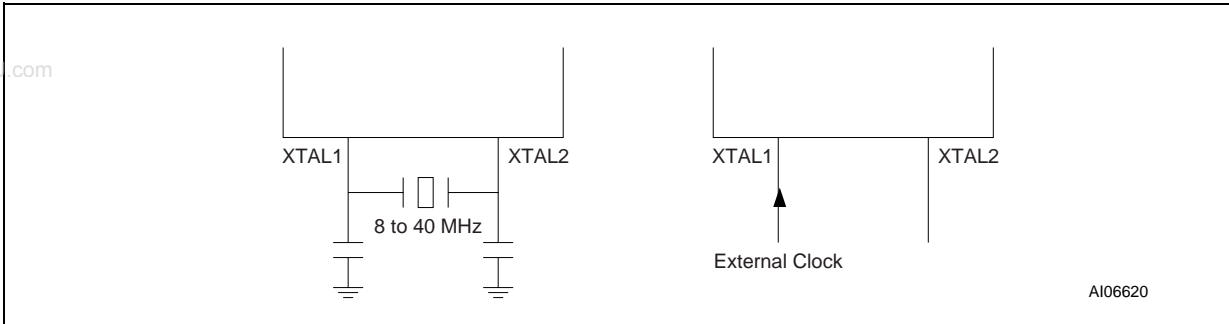 .com
XTAL1 XTAL2 XTAL1 XTAL2
8 to 40 MHz
External Clock
AI06620